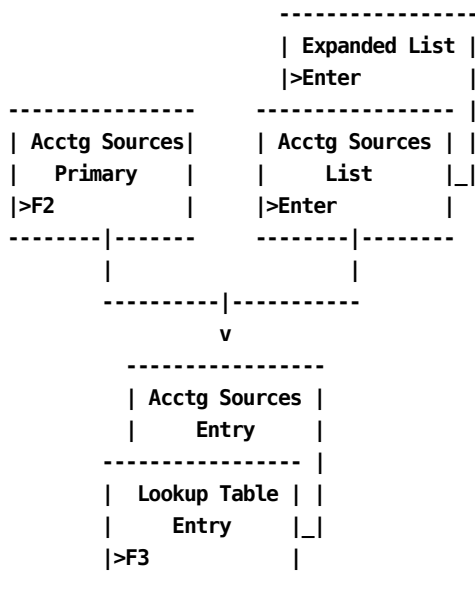 Expanded List
>Enter
Acctg Sources
Primary
>F2
Acctg Sources
List
>Enter
v
Acctg Sources
Entry
Lookup Table
Entry
>F3